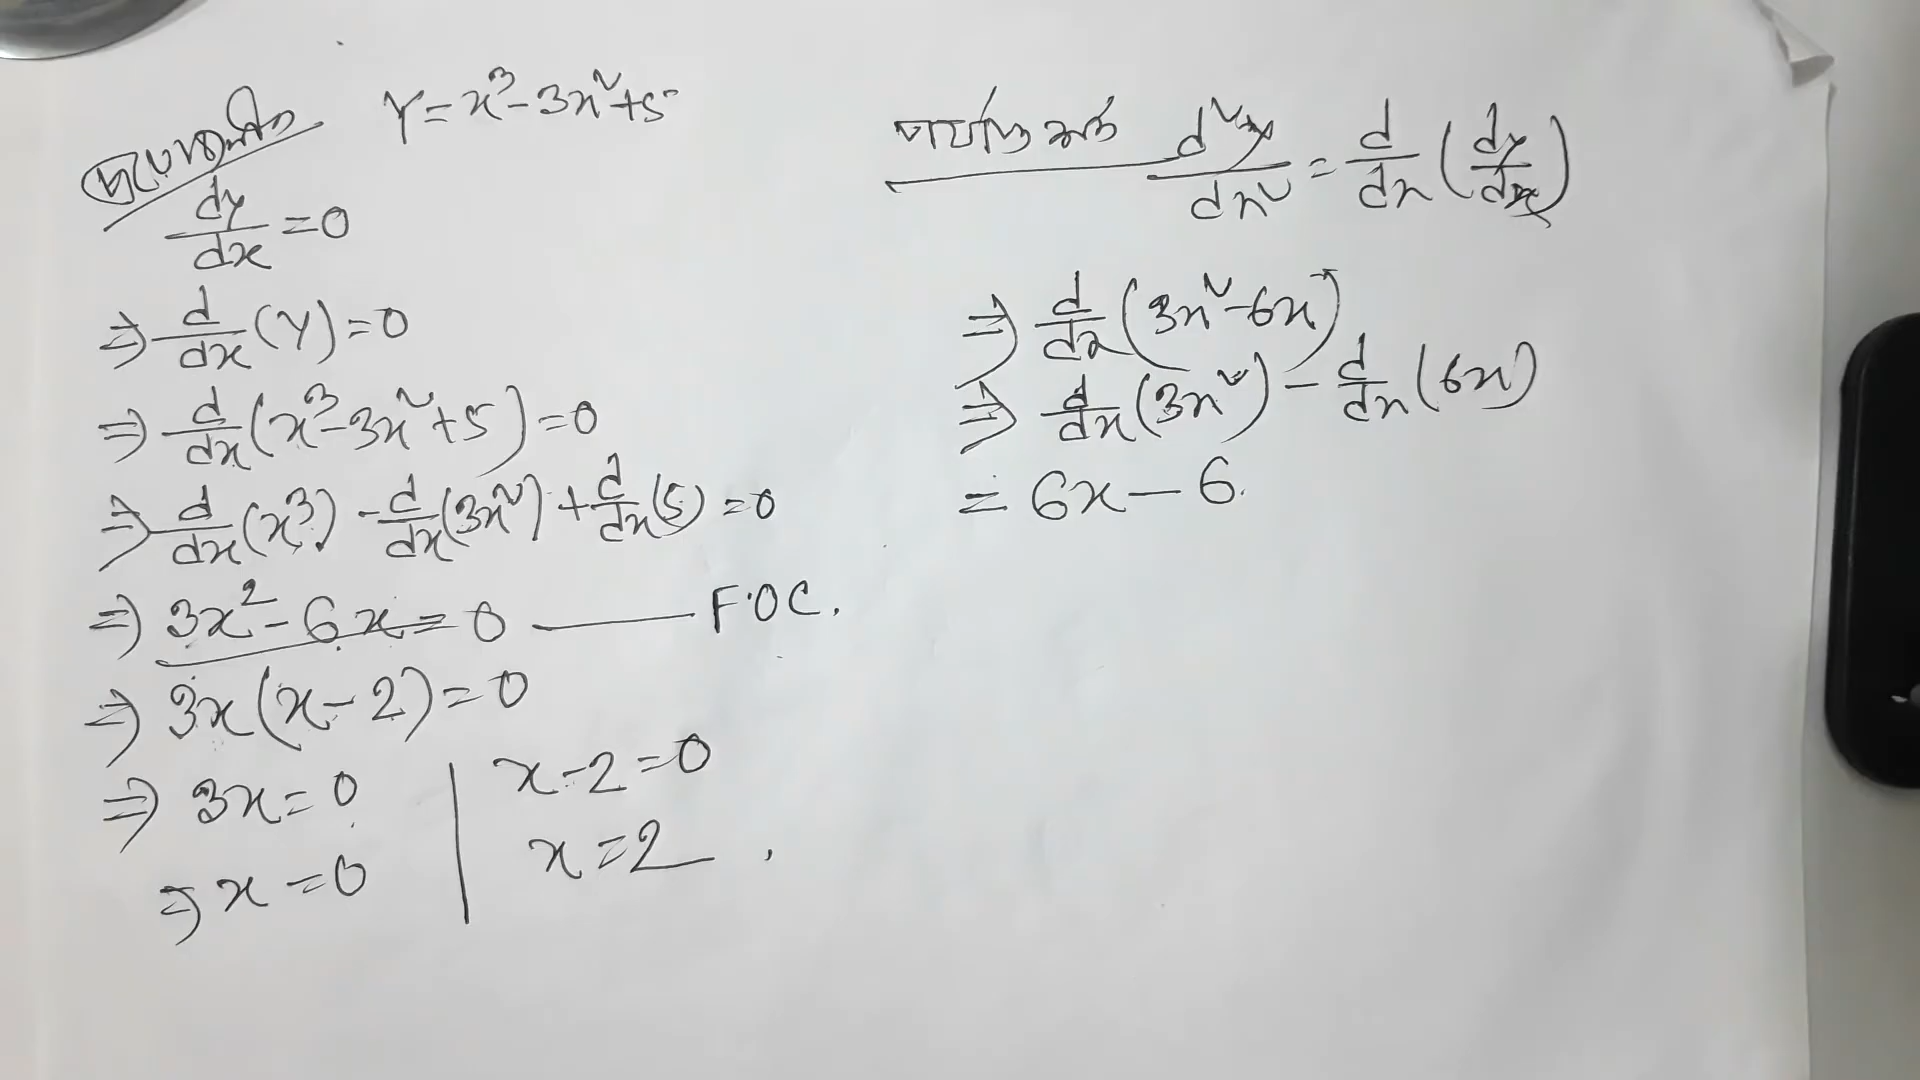 Y = x³ - 3x² + 5
dy/dx = 0
⇒ d/dx (Y) = 0
⇒ d/dx (x³ - 3x² + 5) = 0
⇒ d/dx (x³) - d/dx (3x²) + d/dx (5) = 0
⇒ 3x² - 6x = 0 —— F.O.C.
⇒ 3x (x - 2) = 0
⇒ 3x = 0 | x - 2 = 0
⇒ x = 0 | x = 2
পর্যাপ্ত শর্ত d²y/dx² = d/dx (dy/dx)
⇒ d/dx (3x² - 6x)
⇒ d/dx (3x²) - d/dx (6x)
= 6x - 6.